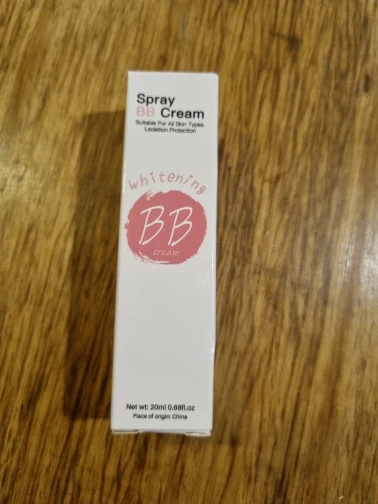 Spray
BB Cream
Suitable For All Skin Types,
Lsolation Protection
Whitening
BB
cream
Net wt: 20ml 0.68fl.oz
Place of origin: China